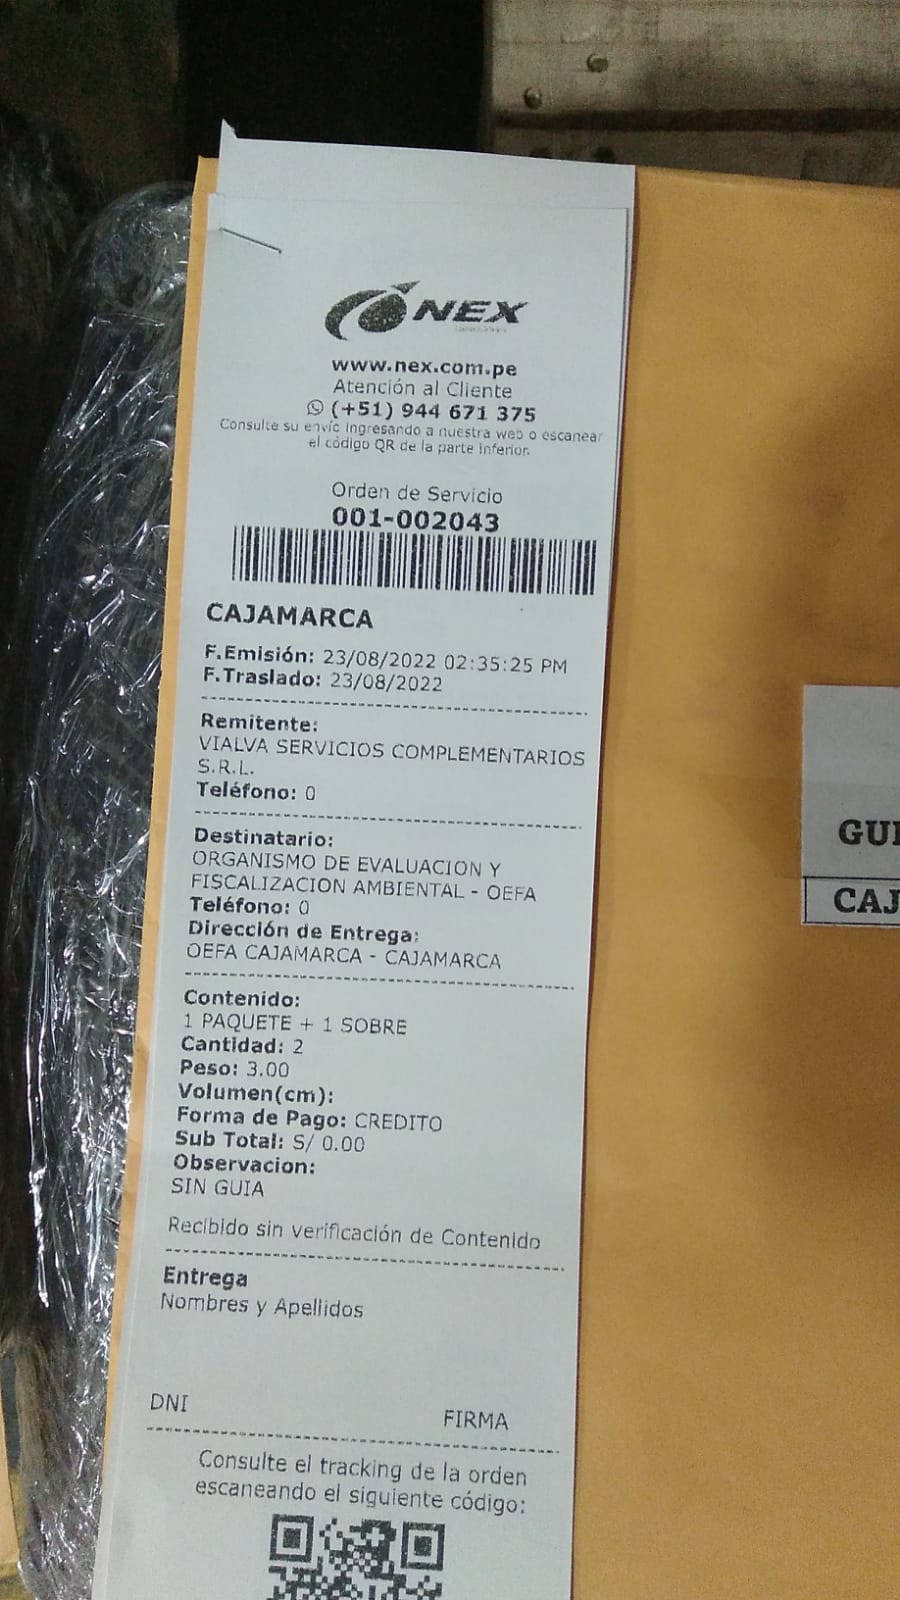 NEX
www.nex.com.pe
Atención al Cliente
(+51) 944 671 375
Consulte su envío ingresando a nuestra web o escanear
el código QR de la parte inferior.
Orden de Servicio
001-002043
CAJAMARCA
F.Emisión: 23/08/2022 02:35:25 PM
F.Traslado: 23/08/2022
Remitente:
VIALVA SERVICIOS COMPLEMENTARIOS
S.R.L.
Teléfono: 0
Destinatario:
ORGANISMO DE EVALUACION Y
FISCALIZACION AMBIENTAL - OEFA
Teléfono: 0
Dirección de Entrega:
OEFA CAJAMARCA - CAJAMARCA
Contenido:
1 PAQUETE + 1 SOBRE
Cantidad: 2
Peso: 3.00
Volumen(cm):
Forma de Pago: CREDITO
Sub Total: S/ 0.00
Observacion:
SIN GUIA
Recibido sin verificación de Contenido
Entrega
Nombres y Apellidos
DNI FIRMA
Consulte el tracking de la orden
escaneando el siguiente código:
GUI
CAJ